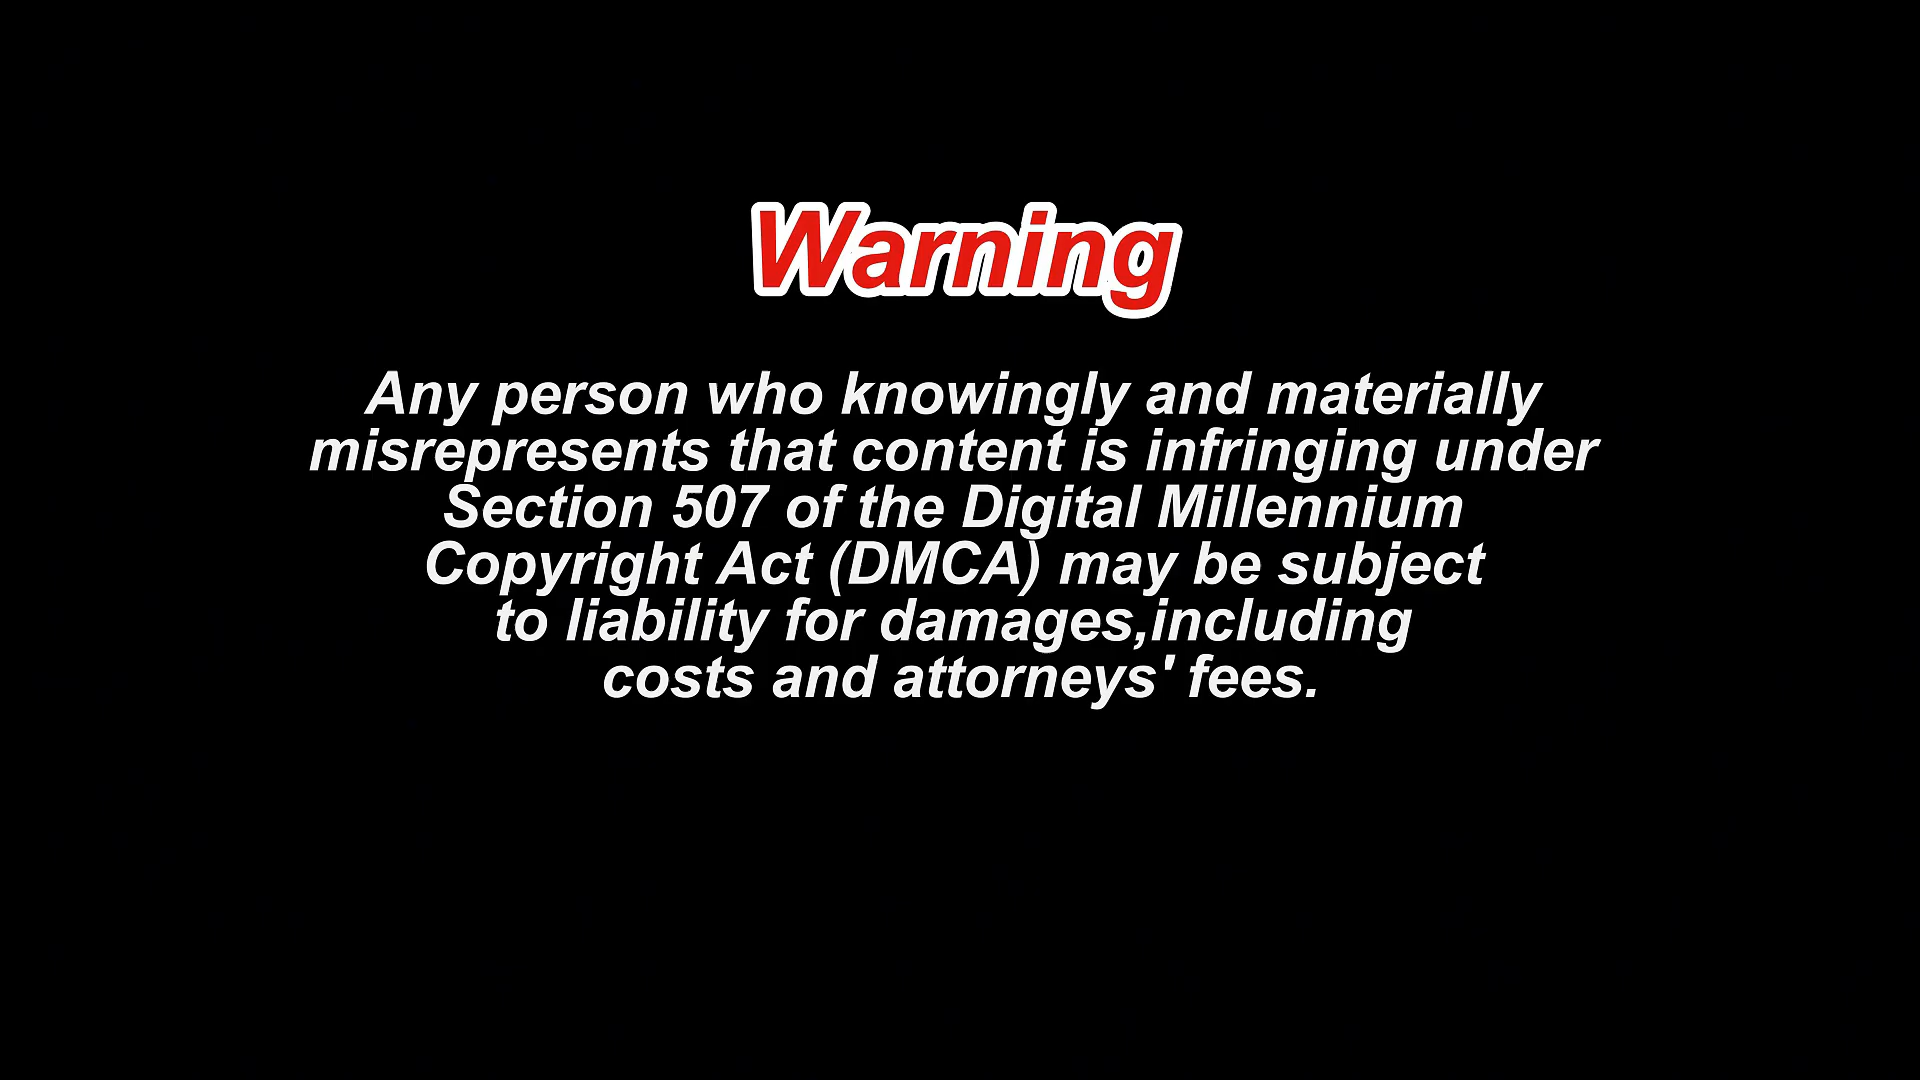 Warning
Any person who knowingly and materially
misrepresents that content is infringing under
Section 507 of the Digital Millennium
Copyright Act (DMCA) may be subject
to liability for damages,including
costs and attorneys' fees.